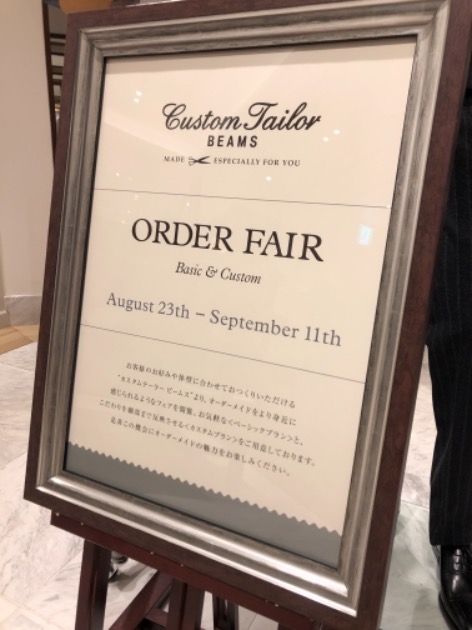 Custom Tailor
BEAMS
MADE ESPECIALLY FOR YOU
ORDER FAIR
Basic & Custom
August 23th – September 11th
お客様のお好みや体型に合わせておつくりいただける
“カスタムテーラー ビームス”より、オーダーメイドをより身近に
感じられるようなフェアを開催。お気軽な<ベーシックプラン>と、
こだわりを細部まで反映させる<カスタムプラン>をご用意しております。
是非この機会にオーダーメイドの魅力をお楽しみください。